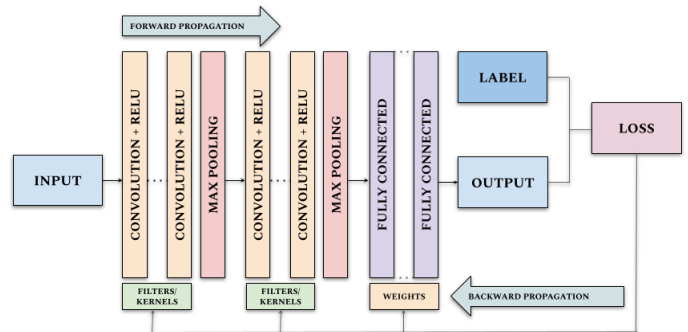 FORWARD PROPAGATION
INPUT
CONVOLUTION + RELU
CONVOLUTION + RELU
MAX POOLING
CONVOLUTION + RELU
CONVOLUTION + RELU
MAX POOLING
FULLY CONNECTED
FULLY CONNECTED
LABEL
OUTPUT
LOSS
FILTERS/
KERNELS
FILTERS/
KERNELS
WEIGHTS
BACKWARD PROPAGATION